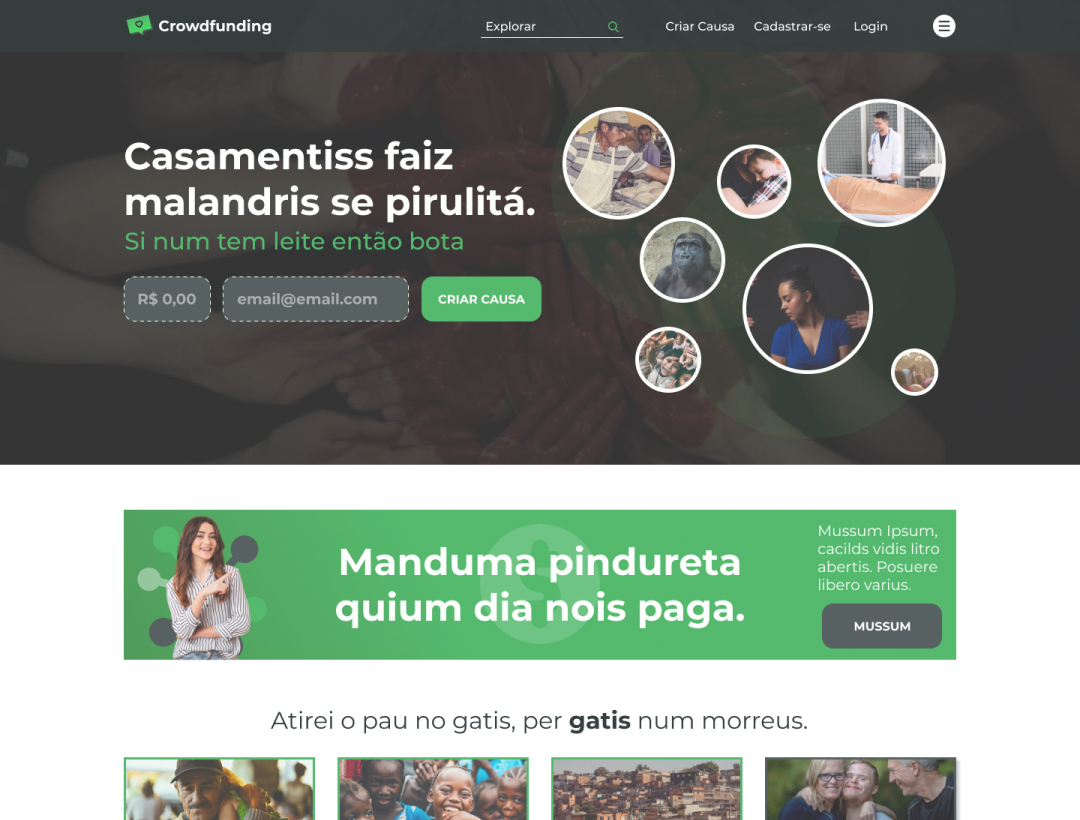 Crowdfunding
Explorar
Criar Causa
Cadastrar-se
Login
Casamentiss faiz
malandris se pirulitá.
Si num tem leite então bota
R$ 0,00
email@email.com
CRIAR CAUSA
Manduma pindureta
quium dia nois paga.
Mussum Ipsum,
cacilds vidis litro
abertis. Posuere
libero varius.
MUSSUM
Atirei o pau no gatis, per gatis num morreus.